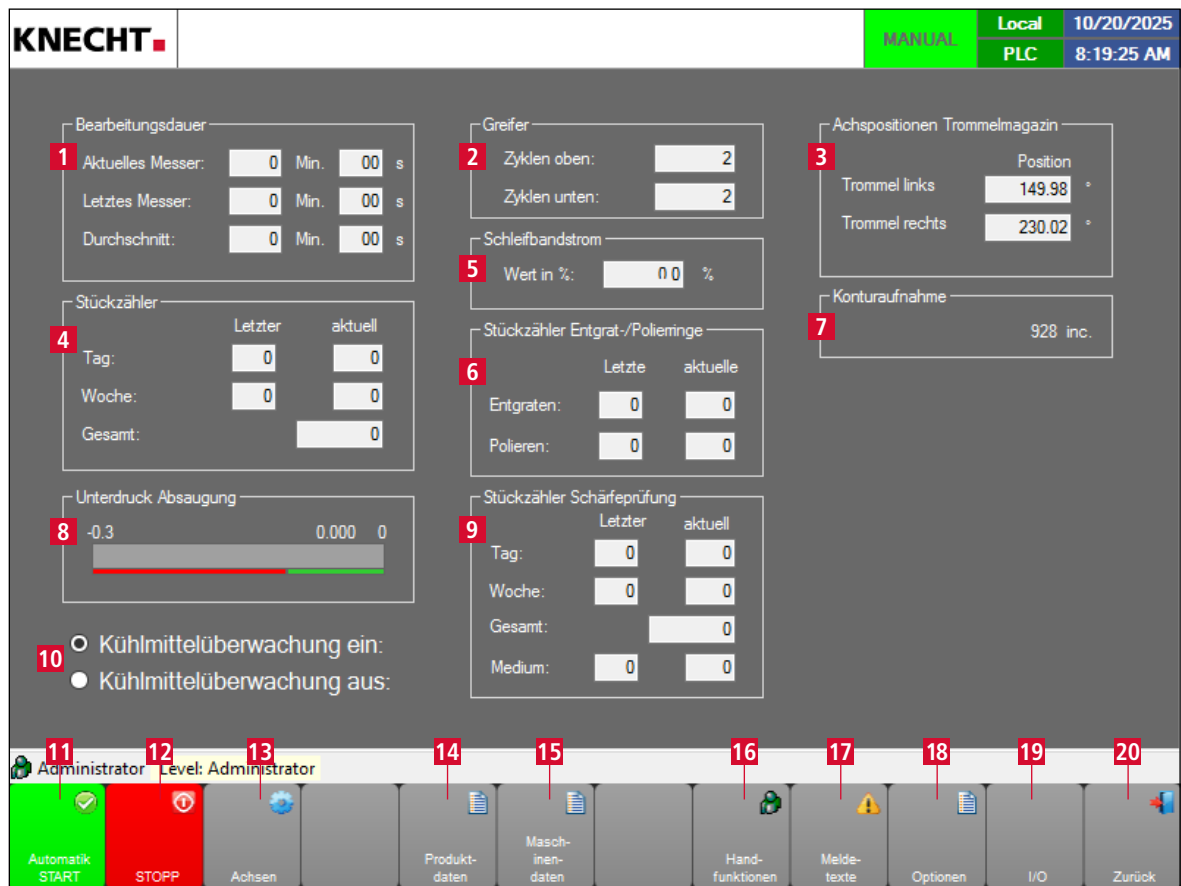 KNECHT
MANUAL
Local
10/20/2025
PLC
8:19:25 AM
Bearbeitungsdauer
1
Aktuelles Messer: 0 Min. 00 s
Letztes Messer: 0 Min. 00 s
Durchschnitt: 0 Min. 00 s
Greifer
2
Zyklen oben: 2
Zyklen unten: 2
Achspositionen Trommelmagazin
3
Position
Trommel links 149.98 °
Trommel rechts 230.02 °
Stückzähler
4
Letzter aktuell
Tag: 0 0
Woche: 0 0
Gesamt: 0
Schleifbandstrom
5
Wert in %: 0 0 %
Stückzähler Entgrat-/Polierringe
6
Letzte aktuelle
Entgraten: 0 0
Polieren: 0 0
Konturaufnahme
7
928 inc.
Unterdruck Absaugung
8
-0.3 0.000 0
Stückzähler Schärfeprüfung
9
Letzter aktuell
Tag: 0 0
Woche: 0 0
Gesamt: 0
Medium: 0 0
10
Kühlmittelüberwachung ein:
Kühlmittelüberwachung aus:
11 12 13 14 15 16 17 18 19 20
Administrator Level: Administrator
Automatik
START
STOPP
Achsen
Produkt-
daten
Masch-
inen-
daten
Hand-
funktionen
Melde-
texte
Optionen
I/O
Zurück